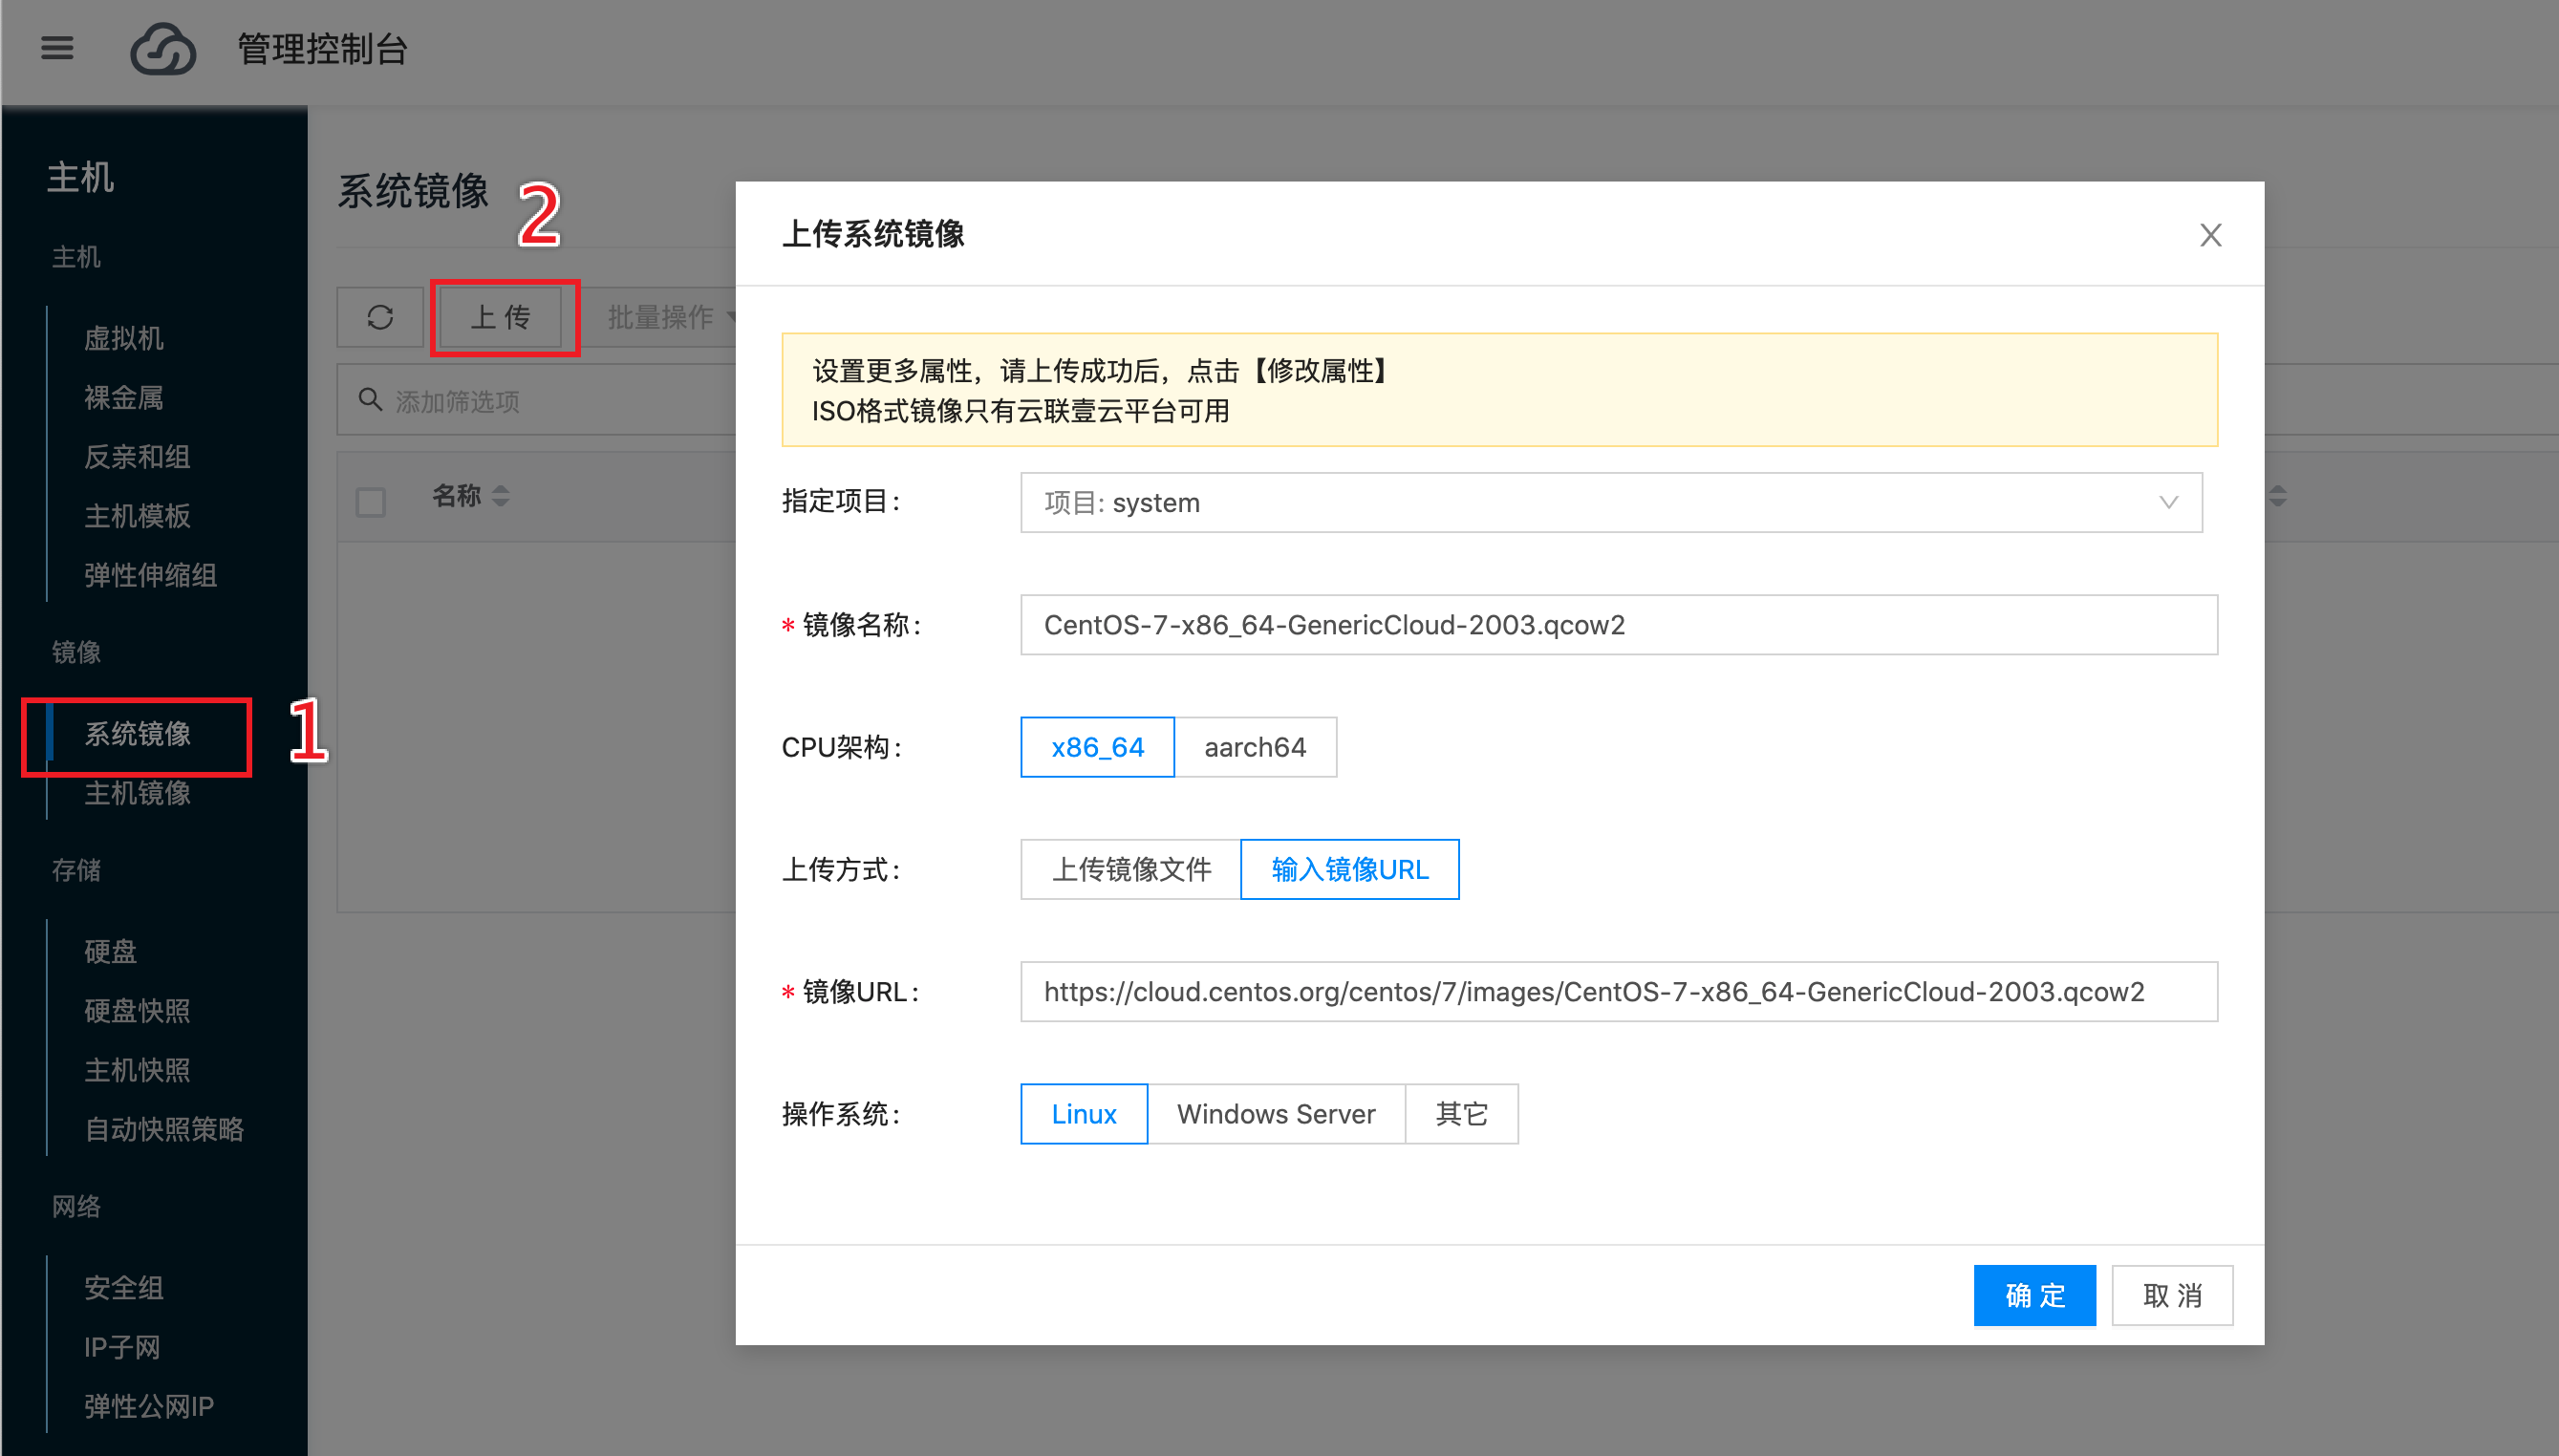 管理控制台
主机
主机
虚拟机
裸金属
反亲和组
主机模板
弹性伸缩组
镜像
系统镜像
1
主机镜像
存储
硬盘
硬盘快照
主机快照
自动快照策略
网络
安全组
IP子网
弹性公网IP
系统镜像
2
上传
批量操作
添加筛选项
名称
上传系统镜像
设置更多属性，请上传成功后，点击【修改属性】
ISO格式镜像只有云联壹云平台可用
指定项目： 项目: system
* 镜像名称： CentOS-7-x86_64-GenericCloud-2003.qcow2
CPU架构： x86_64 aarch64
上传方式： 上传镜像文件 输入镜像URL
* 镜像URL： https://cloud.centos.org/centos/7/images/CentOS-7-x86_64-GenericCloud-2003.qcow2
操作系统： Linux Windows Server 其它
确定 取消